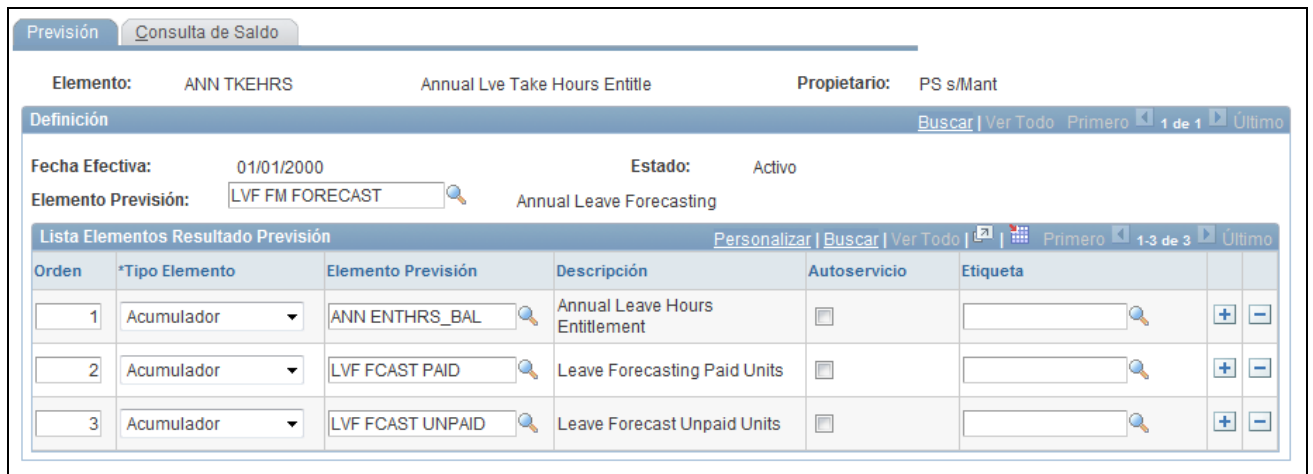 Previsión Consulta de Saldo
Elemento: ANN TKEHRS Annual Lve Take Hours Entitle Propietario: PS s/Mant
Definición Buscar | Ver Todo Primero 1 de 1 Último
Fecha Efectiva: 01/01/2000 Estado: Activo
Elemento Previsión: LVF FM FORECAST Annual Leave Forecasting
Lista Elementos Resultado Previsión Personalizar | Buscar | Ver Todo | | Primero 1-3 de 3 Último
Orden *Tipo Elemento Elemento Previsión Descripción Autoservicio Etiqueta
1 Acumulador ANN ENTHRS_BAL Annual Leave Hours
Entitlement
2 Acumulador LVF FCAST PAID Leave Forecasting Paid Units
3 Acumulador LVF FCAST UNPAID Leave Forecast Unpaid Units